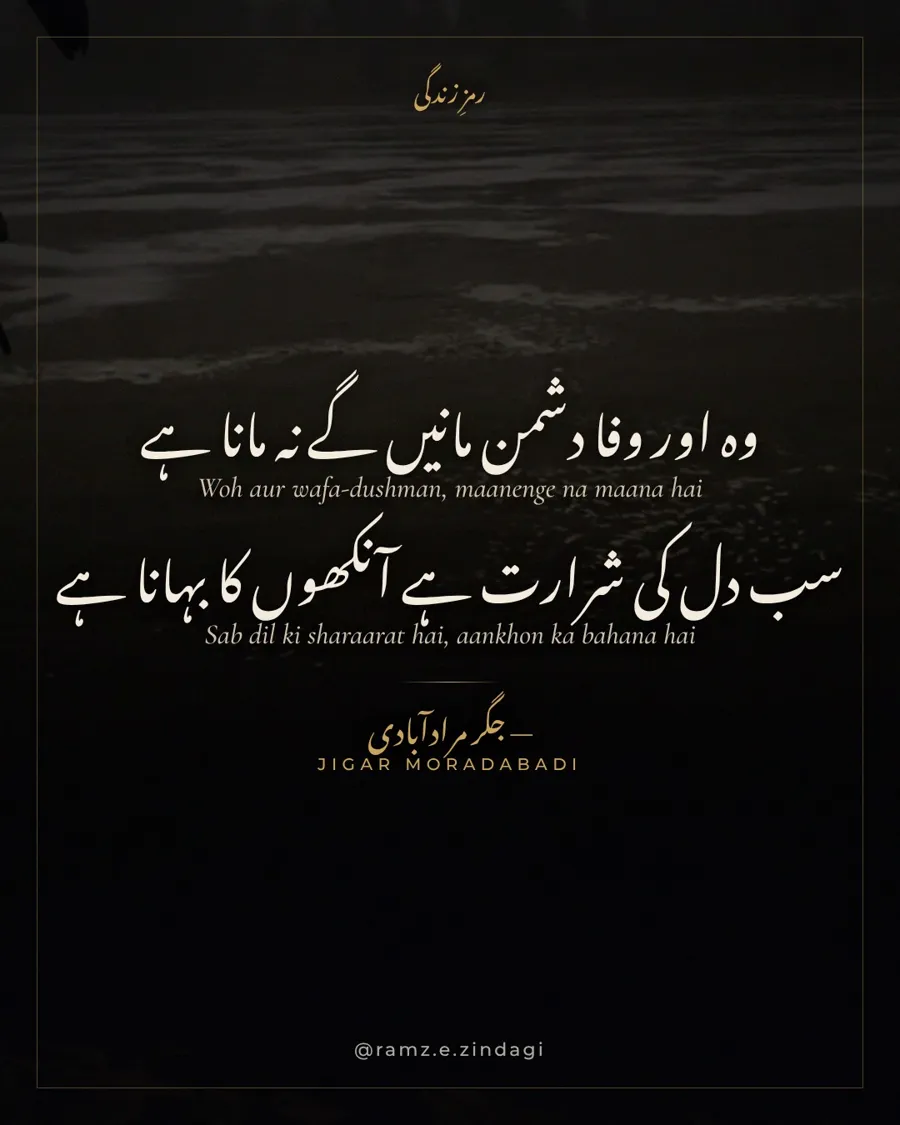 رمزِ زندگی
وہ اور وفا دشمن مانیں گے نہ مانا ہے
Woh aur wafa-dushman, maanenge na maana hai
سب دل کی شرارت ہے آنکھوں کا بہانا ہے
Sab dil ki sharaarat hai, aankhon ka bahana hai
— جگر مراد آبادی
JIGAR MORADABADI
@ramz.e.zindagi